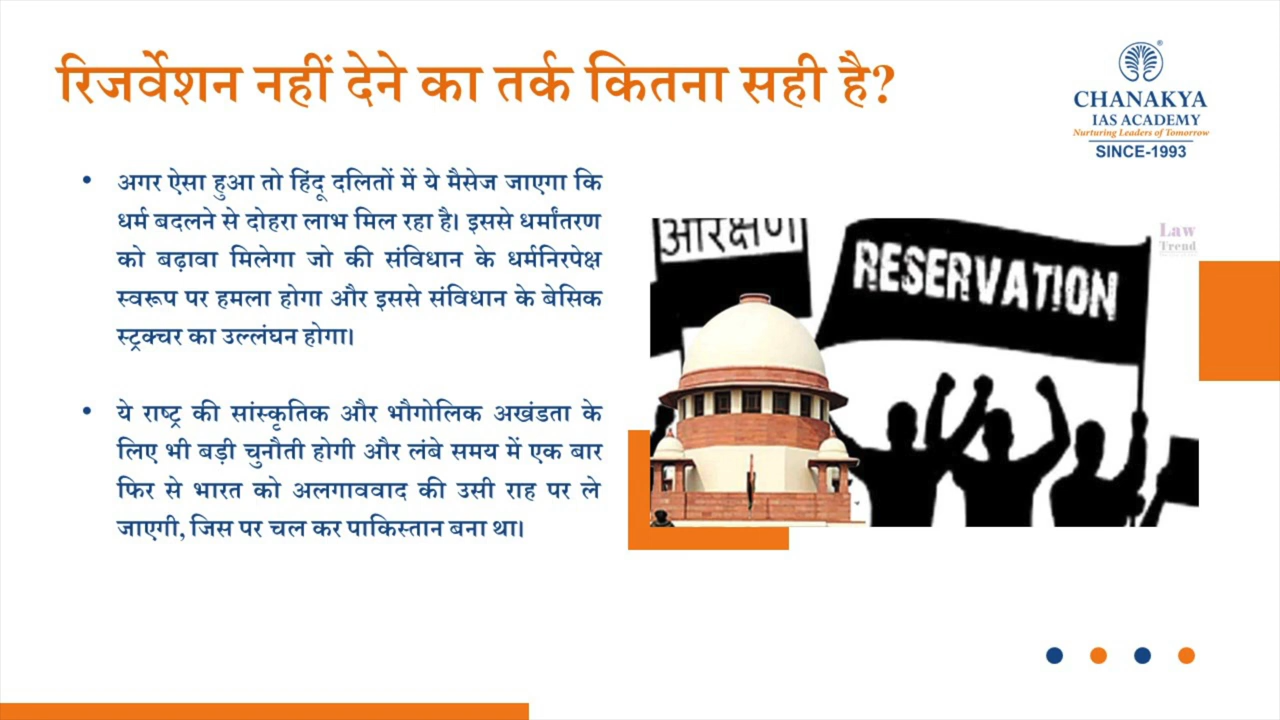 रिजर्वेशन नहीं देने का तर्क कितना सही है?
CHANAKYA
IAS ACADEMY
Nurturing Leaders of Tomorrow
SINCE-1993
• अगर ऐसा हुआ तो हिंदू दलितों में ये मैसेज जाएगा कि
धर्म बदलने से दोहरा लाभ मिल रहा है। इससे धर्मांतरण
को बढ़ावा मिलेगा जो की संविधान के धर्मनिरपेक्ष
स्वरूप पर हमला होगा और इससे संविधान के बेसिक
स्ट्रक्चर का उल्लंघन होगा।
• ये राष्ट्र की सांस्कृतिक और भौगोलिक अखंडता के
लिए भी बड़ी चुनौती होगी और लंबे समय में एक बार
फिर से भारत को अलगाववाद की उसी राह पर ले
जाएगी, जिस पर चल कर पाकिस्तान बना था।
आरक्षण
RESERVATION
Law
Trend